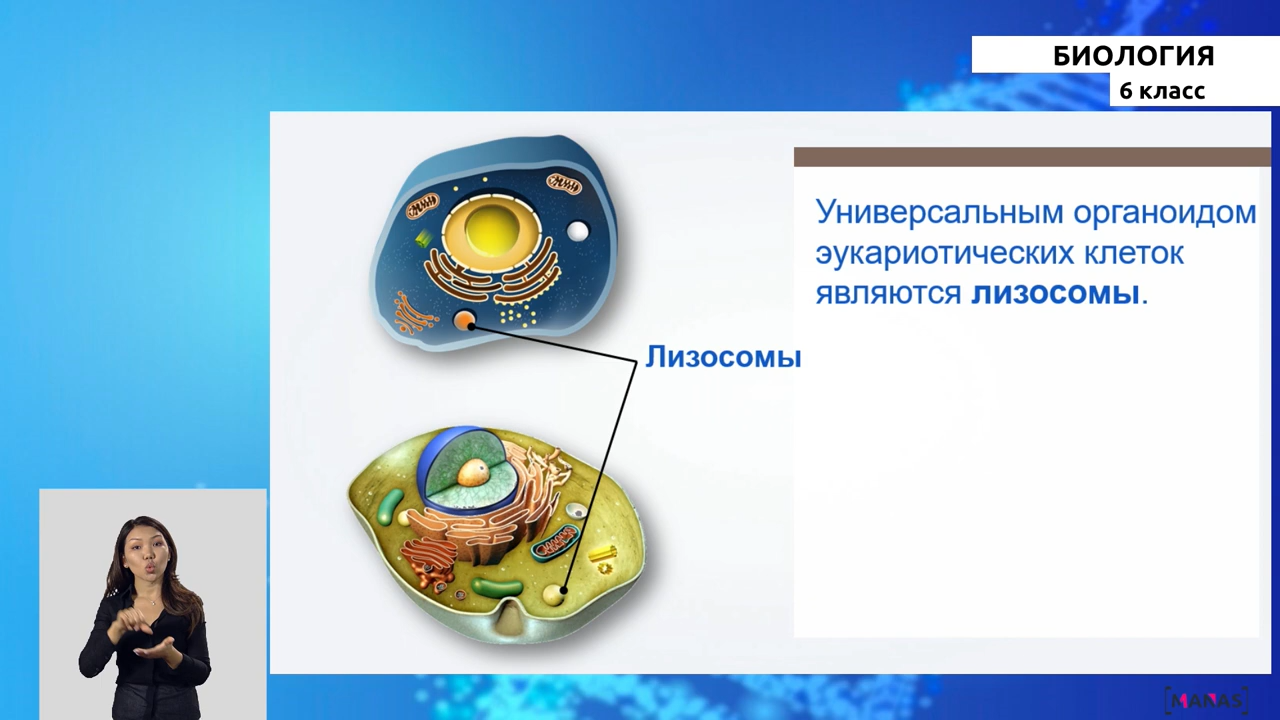 БИОЛОГИЯ
6 класс
Универсальным органоидом
эукариотических клеток
являются лизосомы.
Лизосомы
[MANAS]